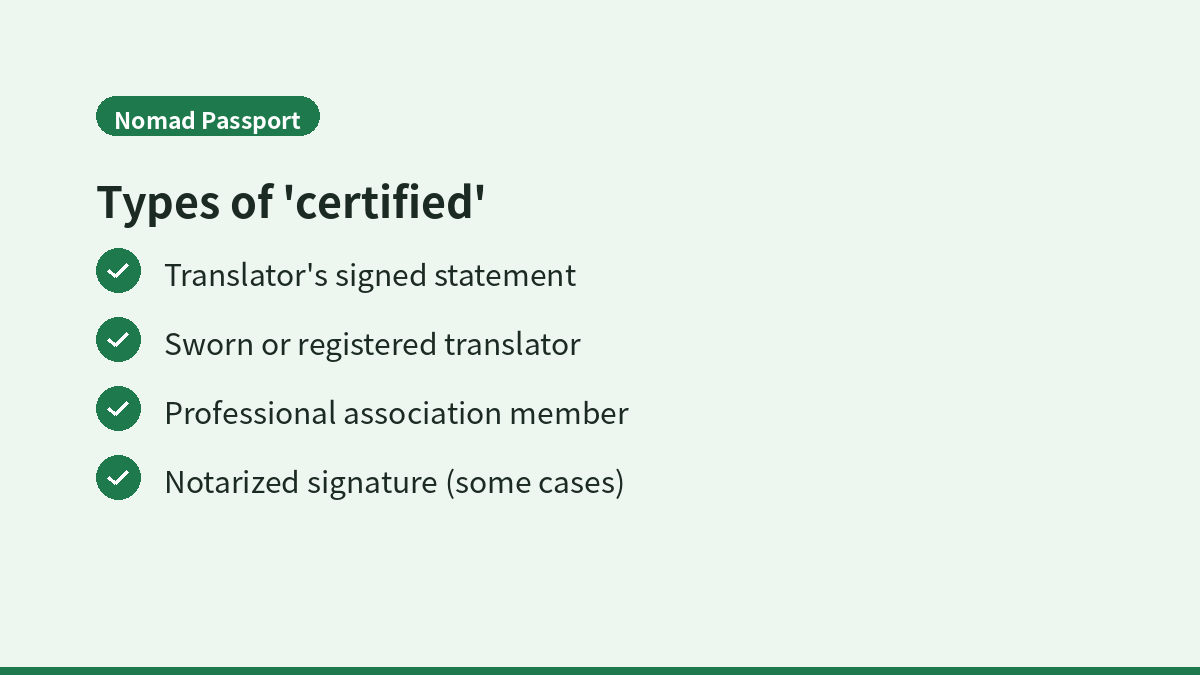 Nomad Passport
Types of 'certified'
Translator's signed statement
Sworn or registered translator
Professional association member
Notarized signature (some cases)